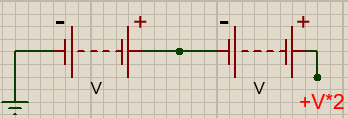 - + - +
V V
+V*2